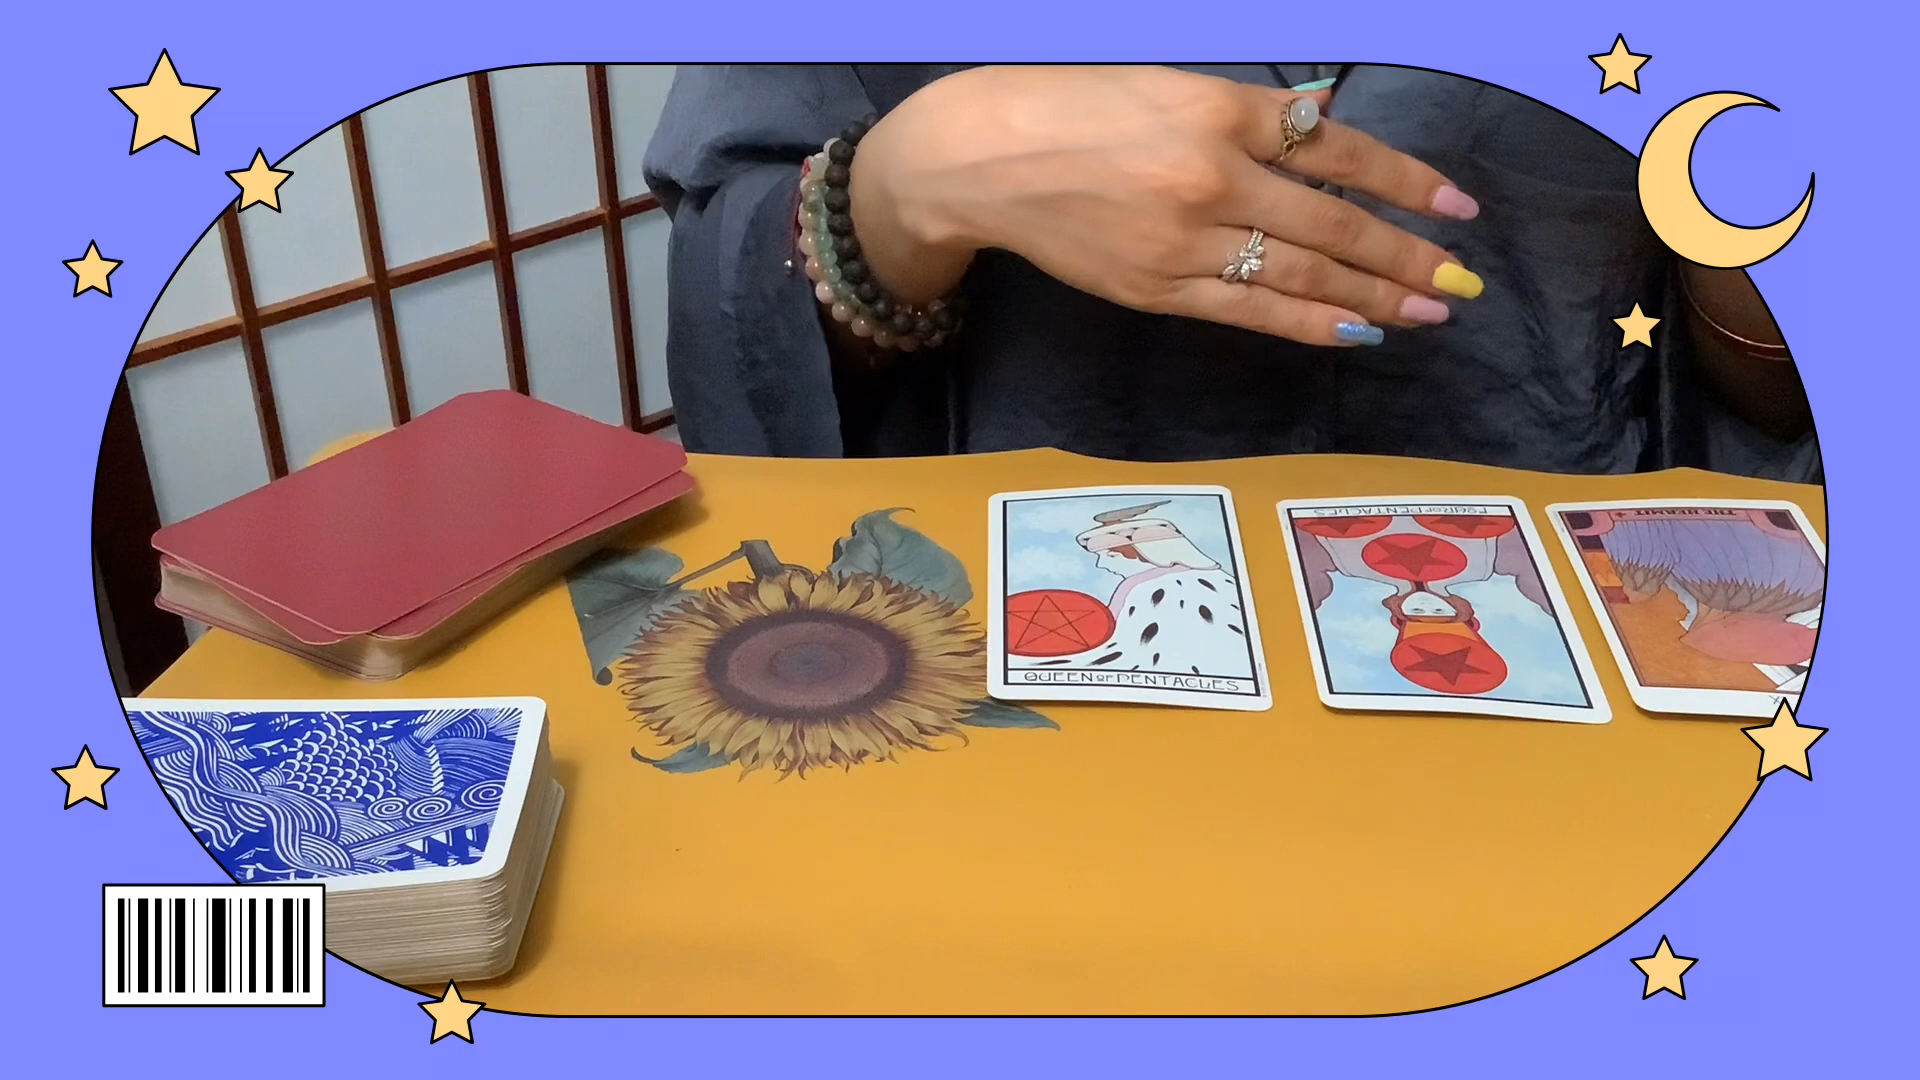 QUEEN OF PENTACLES
FOUR OF PENTACLES
THE HERMIT